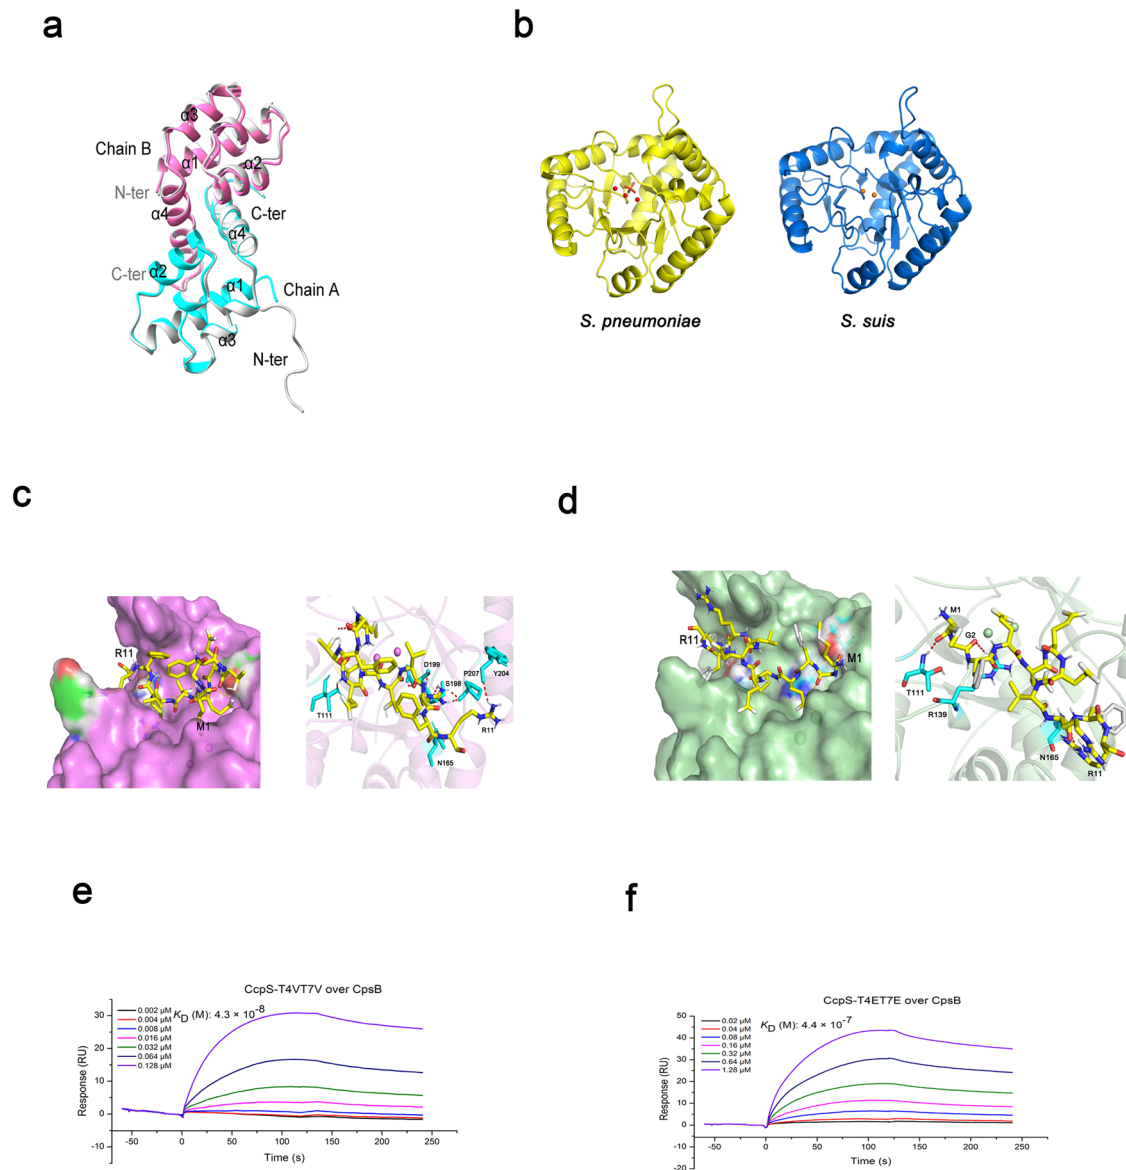 a
b
α3
Chain B
α1
α2
N-ter
α4
C-ter
α4
C-ter
α2
α1
Chain A
α3
N-ter
S. pneumoniae
S. suis
c
d
R11
M1
D199
S198
P207
Y204
T111
R11
N165
R11
M1
M1
G2
T111
R139
N165
R11
e
f
CcpS-T4VT7V over CpsB
K_D (M): 4.3 × 10^-8
0.002 μM
0.004 μM
0.008 μM
0.016 μM
0.032 μM
0.064 μM
0.128 μM
Response (RU)
30
20
10
0
-10
-50
0
50
100
150
200
250
Time (s)
CcpS-T4ET7E over CpsB
K_D (M): 4.4 × 10^-7
0.02 μM
0.04 μM
0.08 μM
0.16 μM
0.32 μM
0.64 μM
1.28 μM
Response (RU)
50
40
30
20
10
0
-10
-20
-50
0
50
100
150
200
250
Time (s)